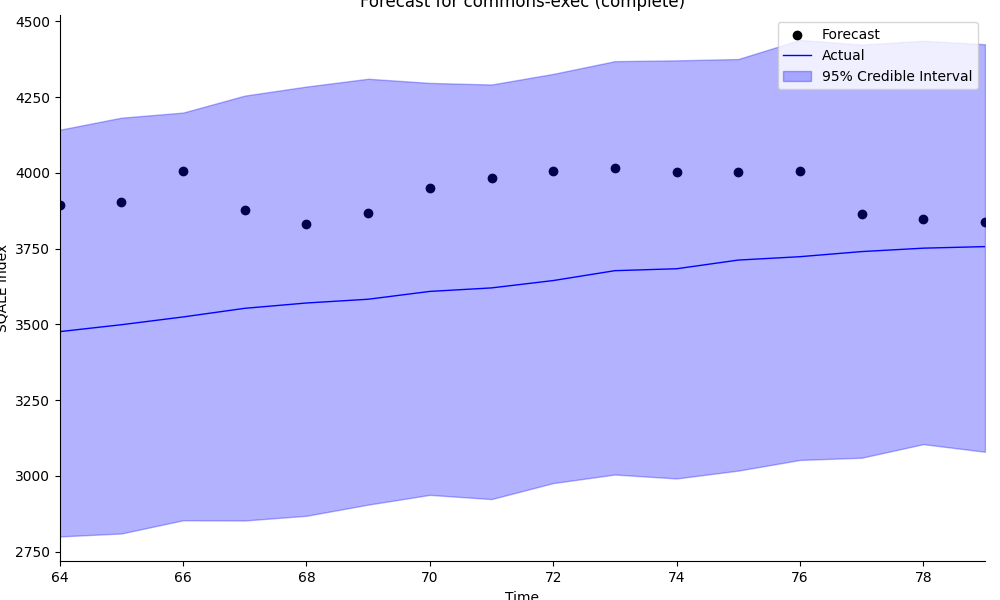 Forecast for commons-exec (complete)
4500
4250
4000
3750
3500
3250
3000
2750
SQALE Index
64
66
68
70
72
74
76
78
Time
Forecast
Actual
95% Credible Interval